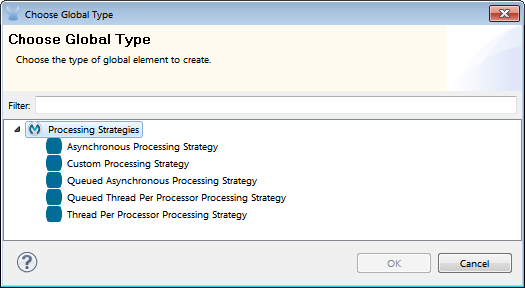 Choose Global Type
Choose Global Type
Choose the type of global element to create.
Filter:
Processing Strategies
Asynchronous Processing Strategy
Custom Processing Strategy
Queued Asynchronous Processing Strategy
Queued Thread Per Processor Processing Strategy
Thread Per Processor Processing Strategy
? OK Cancel